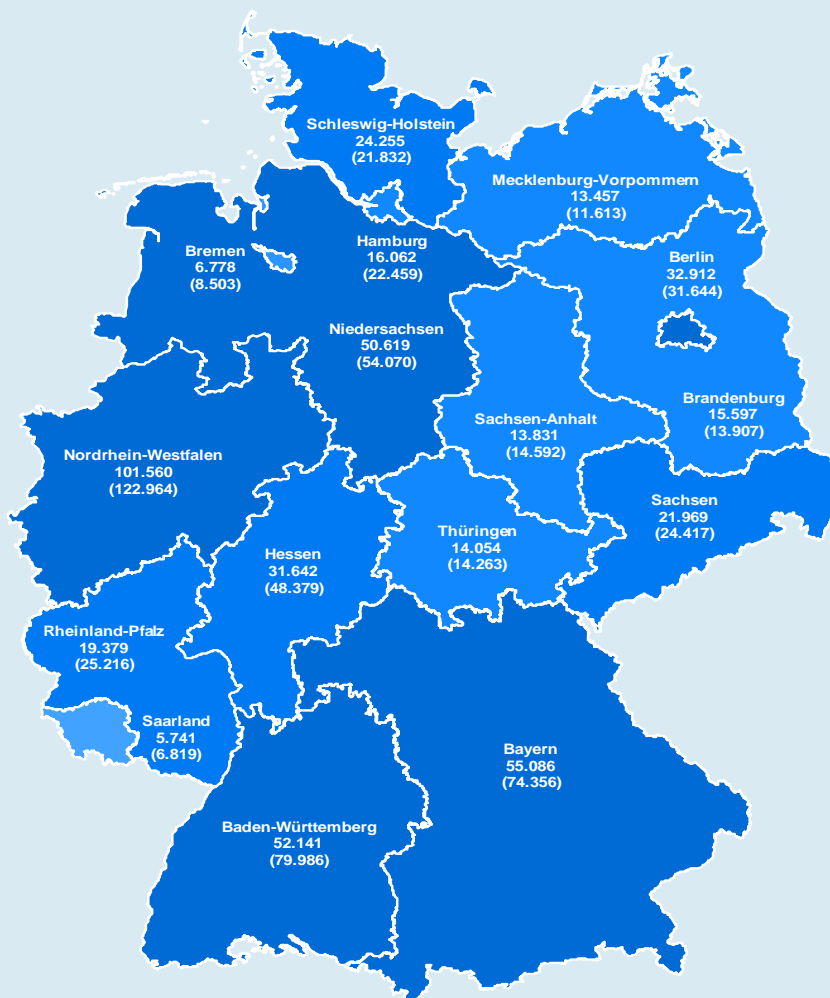 Schleswig-Holstein
24.255
(21.832)
Mecklenburg-Vorpommern
13.457
(11.613)
Hamburg
16.062
(22.459)
Bremen
6.778
(8.503)
Berlin
32.912
(31.644)
Niedersachsen
50.619
(54.070)
Brandenburg
15.597
(13.907)
Sachsen-Anhalt
13.831
(14.592)
Nordrhein-Westfalen
101.560
(122.964)
Sachsen
21.969
(24.417)
Thüringen
14.054
(14.263)
Hessen
31.642
(48.379)
Rheinland-Pfalz
19.379
(25.216)
Saarland
5.741
(6.819)
Bayern
55.086
(74.356)
Baden-Württemberg
52.141
(79.986)